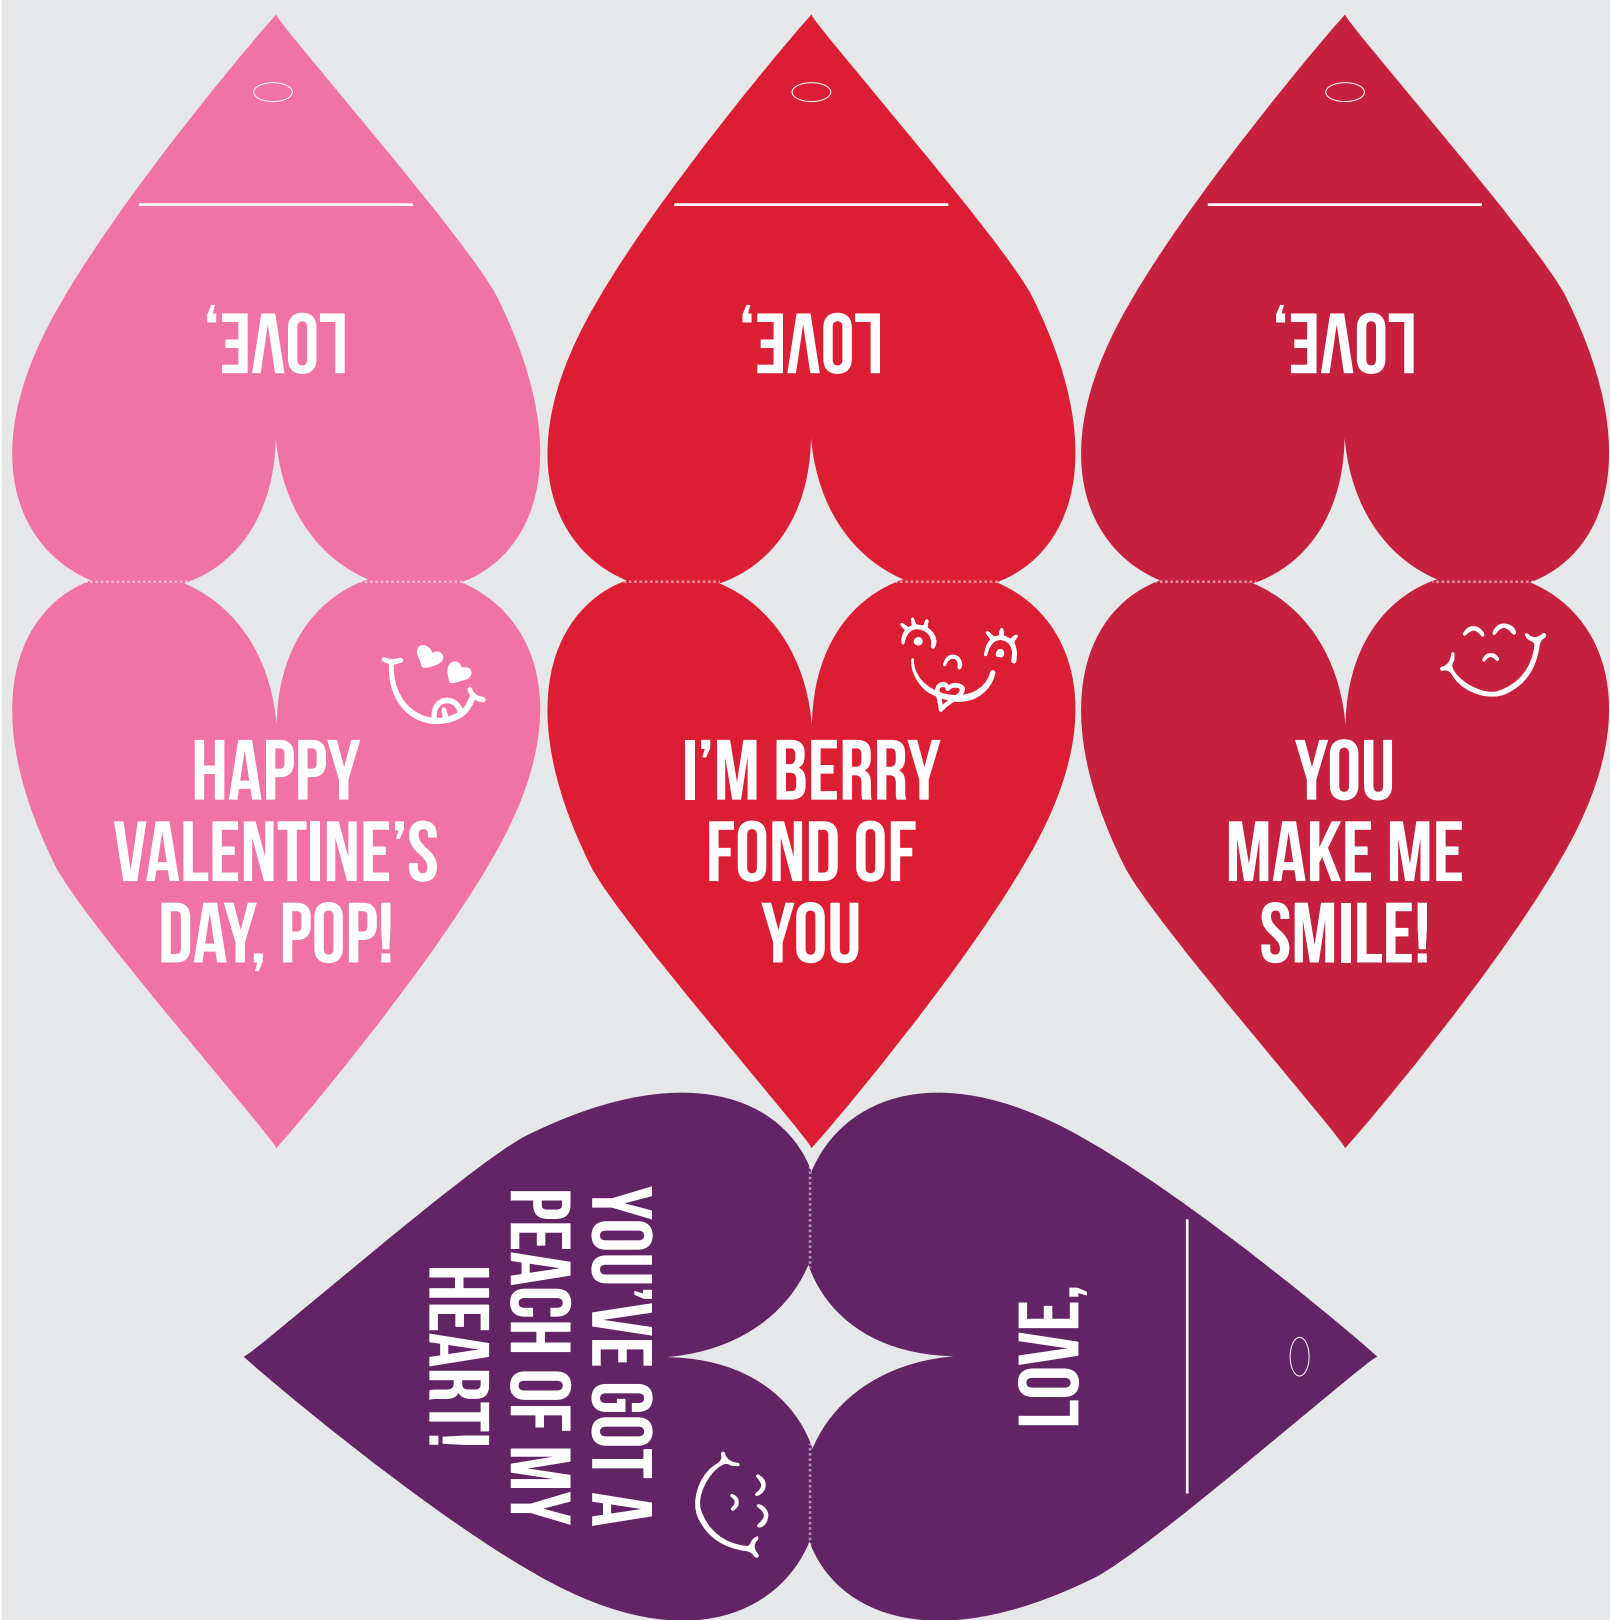 LOVE,
LOVE,
LOVE,
HAPPY
VALENTINE’S
DAY, POP!
I’M BERRY
FOND OF
YOU
YOU
MAKE ME
SMILE!
YOU’VE GOT A
PEACH OF MY
HEART!
LOVE,